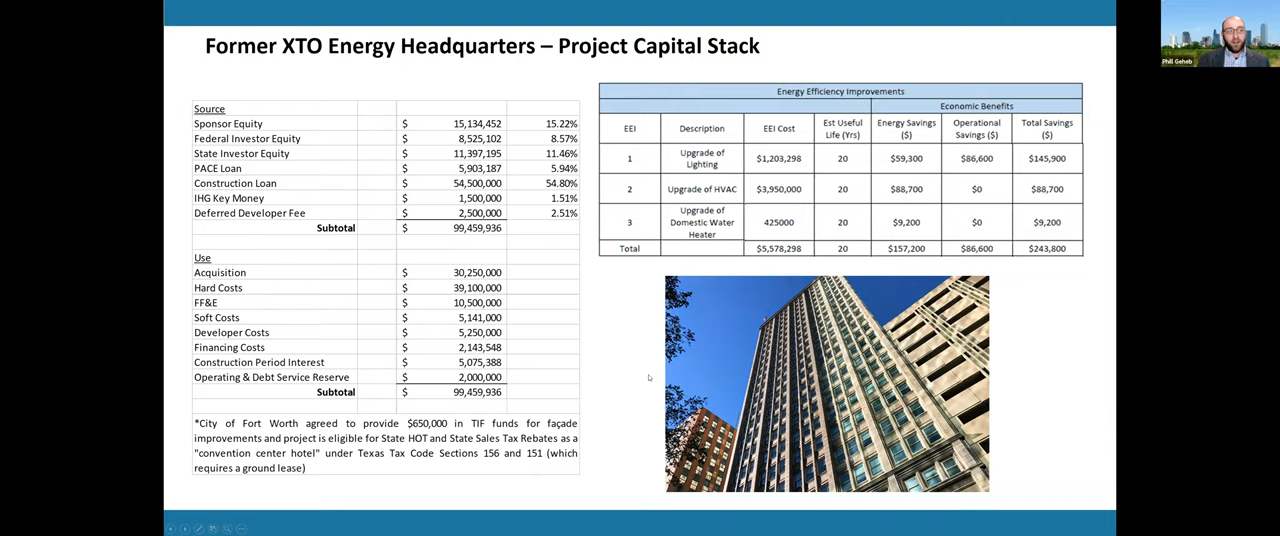 Former XTO Energy Headquarters – Project Capital Stack
Phill Geheb
Source
Sponsor Equity $ 15,134,452 15.22%
Federal Investor Equity $ 8,525,102 8.57%
State Investor Equity $ 11,397,195 11.46%
PACE Loan $ 5,903,187 5.94%
Construction Loan $ 54,500,000 54.80%
IHG Key Money $ 1,500,000 1.51%
Deferred Developer Fee $ 2,500,000 2.51%
Subtotal $ 99,459,936
Use
Acquisition $ 30,250,000
Hard Costs $ 39,100,000
FF&E $ 10,500,000
Soft Costs $ 5,141,000
Developer Costs $ 5,250,000
Financing Costs $ 2,143,548
Construction Period Interest $ 5,075,388
Operating & Debt Service Reserve $ 2,000,000
Subtotal $ 99,459,936
*City of Fort Worth agreed to provide $650,000 in TIF funds for façade
improvements and project is eligible for State HOT and State Sales Tax Rebates as a
"convention center hotel" under Texas Tax Code Sections 156 and 151 (which
requires a ground lease)
Energy Efficiency Improvements
Economic Benefits
EEI Description EEI Cost Est Useful Life (Yrs) Energy Savings ($) Operational Savings ($) Total Savings ($)
1 Upgrade of Lighting $1,203,298 20 $59,300 $86,600 $145,900
2 Upgrade of HVAC $3,950,000 20 $88,700 $0 $88,700
3 Upgrade of Domestic Water Heater 425000 20 $9,200 $0 $9,200
Total $5,578,298 20 $157,200 $86,600 $243,800